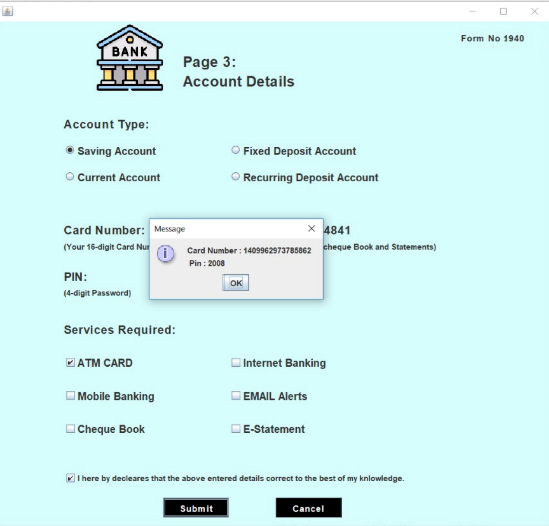 Form No 1940
BANK
Page 3:
Account Details
Account Type:
Saving Account
Fixed Deposit Account
Current Account
Recurring Deposit Account
Card Number: 4841
(Your 16-digit Card cheque Book and Statements)
Message
Card Number : 1409962973785862
Pin : 2008
OK
PIN:
(4-digit Password)
Services Required:
ATM CARD
Internet Banking
Mobile Banking
EMAIL Alerts
Cheque Book
E-Statement
I here by decleares that the above entered details correct to the best of my knlowledge.
Submit
Cancel